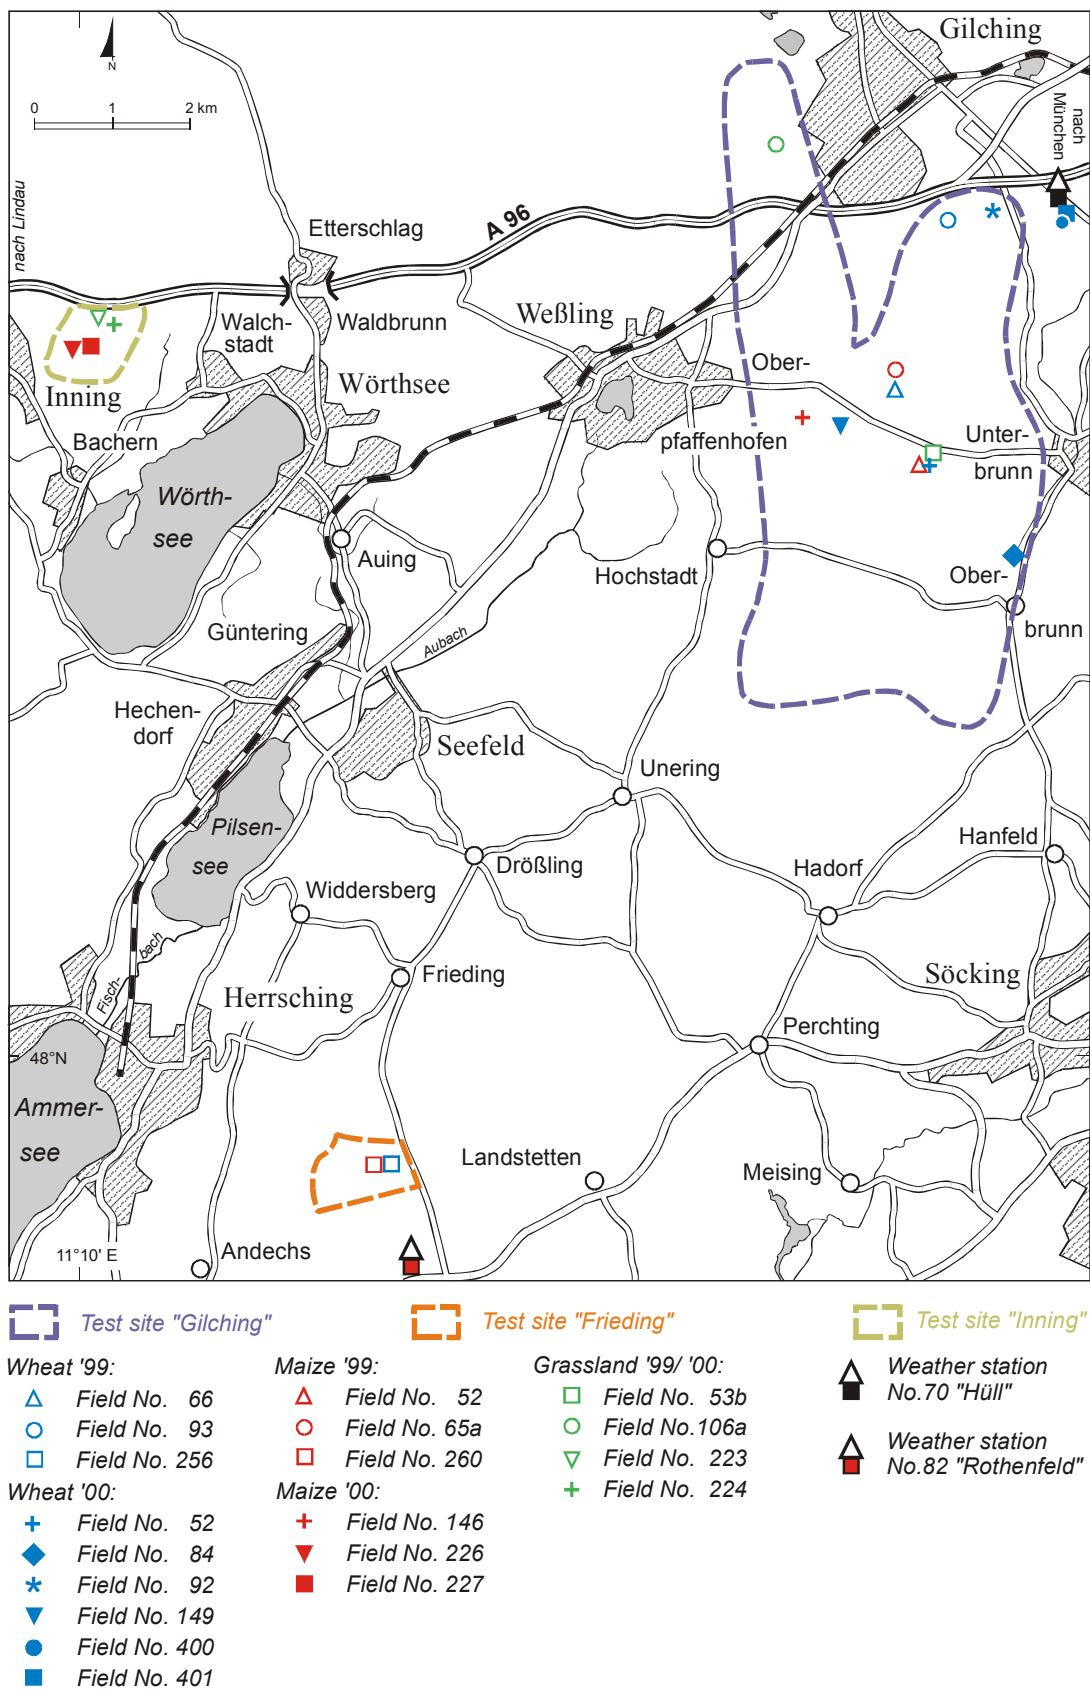 Gilching
N
0 1 2 km
nach München
nach Lindau
A 96
Etterschlag
Walch-
stadt
Waldbrunn
Weßling
Inning
Wörthsee
Ober-
pfaffenhofen
Bachern
Unter-
brunn
Wörth-
see
Auing
Hochstadt
Ober-
brunn
Güntering
Aubach
Hechen-
dorf
Seefeld
Unering
Pilsen-
see
Hanfeld
Drößling
Hadorf
Widdersberg
Fisch-
bach
Frieding
Söcking
Herrsching
Perchting
48°N
Ammer-
see
Landstetten
Meising
Andechs
11°10' E
Test site "Gilching"
Test site "Frieding"
Test site "Inning"
Wheat '99:
Field No. 66
Field No. 93
Field No. 256
Wheat '00:
Field No. 52
Field No. 84
Field No. 92
Field No. 149
Field No. 400
Field No. 401
Maize '99:
Field No. 52
Field No. 65a
Field No. 260
Maize '00:
Field No. 146
Field No. 226
Field No. 227
Grassland '99/ '00:
Field No. 53b
Field No.106a
Field No. 223
Field No. 224
Weather station
No.70 "Hüll"
Weather station
No.82 "Rothenfeld"